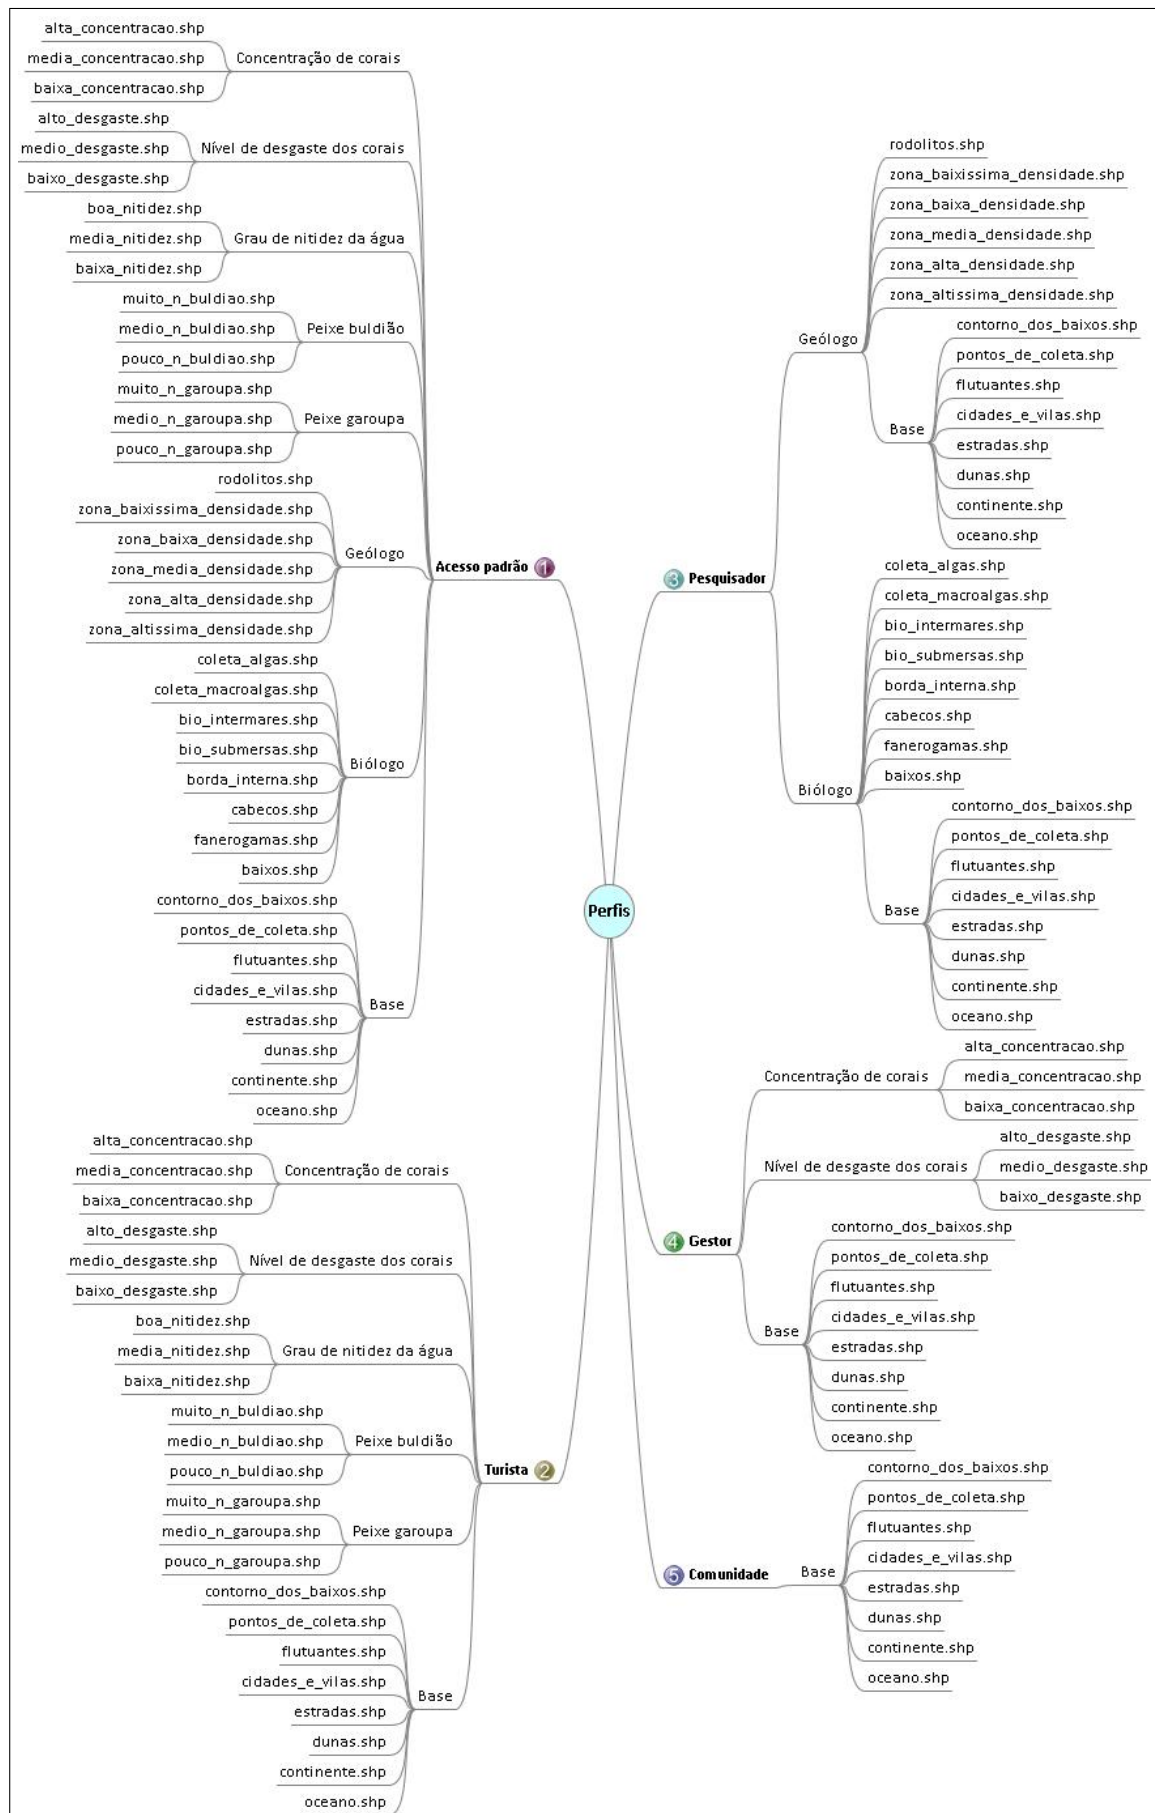 Perfis
Acesso padrão 1
Concentração de corais
alta_concentracao.shp
media_concentracao.shp
baixa_concentracao.shp
Nível de desgaste dos corais
alto_desgaste.shp
medio_desgaste.shp
baixo_desgaste.shp
Grau de nitidez da água
boa_nitidez.shp
media_nitidez.shp
baixa_nitidez.shp
Peixe buldião
muito_n_buldiao.shp
medio_n_buldiao.shp
pouco_n_buldiao.shp
Peixe garoupa
muito_n_garoupa.shp
medio_n_garoupa.shp
pouco_n_garoupa.shp
Geólogo
rodolitos.shp
zona_baixissima_densidade.shp
zona_baixa_densidade.shp
zona_media_densidade.shp
zona_alta_densidade.shp
zona_altissima_densidade.shp
Biólogo
coleta_algas.shp
coleta_macroalgas.shp
bio_intermares.shp
bio_submersas.shp
borda_interna.shp
cabecos.shp
fanerogamas.shp
baixos.shp
Base
contorno_dos_baixos.shp
pontos_de_coleta.shp
flutuantes.shp
cidades_e_vilas.shp
estradas.shp
dunas.shp
continente.shp
oceano.shp
Turista 2
Concentração de corais
alta_concentracao.shp
media_concentracao.shp
baixa_concentracao.shp
Nível de desgaste dos corais
alto_desgaste.shp
medio_desgaste.shp
baixo_desgaste.shp
Grau de nitidez da água
boa_nitidez.shp
media_nitidez.shp
baixa_nitidez.shp
Peixe buldião
muito_n_buldiao.shp
medio_n_buldiao.shp
pouco_n_buldiao.shp
Peixe garoupa
muito_n_garoupa.shp
medio_n_garoupa.shp
pouco_n_garoupa.shp
Base
contorno_dos_baixos.shp
pontos_de_coleta.shp
flutuantes.shp
cidades_e_vilas.shp
estradas.shp
dunas.shp
continente.shp
oceano.shp
3 Pesquisador
Geólogo
rodolitos.shp
zona_baixissima_densidade.shp
zona_baixa_densidade.shp
zona_media_densidade.shp
zona_alta_densidade.shp
zona_altissima_densidade.shp
Base
contorno_dos_baixos.shp
pontos_de_coleta.shp
flutuantes.shp
cidades_e_vilas.shp
estradas.shp
dunas.shp
continente.shp
oceano.shp
Biólogo
coleta_algas.shp
coleta_macroalgas.shp
bio_intermares.shp
bio_submersas.shp
borda_interna.shp
cabecos.shp
fanerogamas.shp
baixos.shp
Base
contorno_dos_baixos.shp
pontos_de_coleta.shp
flutuantes.shp
cidades_e_vilas.shp
estradas.shp
dunas.shp
continente.shp
oceano.shp
4 Gestor
Concentração de corais
alta_concentracao.shp
media_concentracao.shp
baixa_concentracao.shp
Nível de desgaste dos corais
alto_desgaste.shp
medio_desgaste.shp
baixo_desgaste.shp
Base
contorno_dos_baixos.shp
pontos_de_coleta.shp
flutuantes.shp
cidades_e_vilas.shp
estradas.shp
dunas.shp
continente.shp
oceano.shp
5 Comunidade
Base
contorno_dos_baixos.shp
pontos_de_coleta.shp
flutuantes.shp
cidades_e_vilas.shp
estradas.shp
dunas.shp
continente.shp
oceano.shp